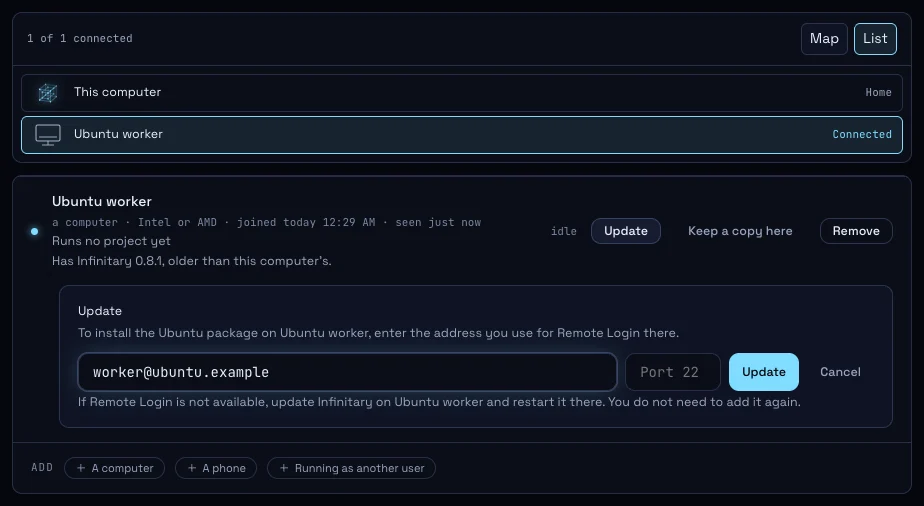 1 of 1 connected
Map
List
This computer
Home
Ubuntu worker
Connected
Ubuntu worker
a computer · Intel or AMD · joined today 12:29 AM · seen just now
Runs no project yet
Has Infinitary 0.8.1, older than this computer's.
idle
Update
Keep a copy here
Remove
Update
To install the Ubuntu package on Ubuntu worker, enter the address you use for Remote Login there.
worker@ubuntu.example
Port 22
Update
Cancel
If Remote Login is not available, update Infinitary on Ubuntu worker and restart it there. You do not need to add it again.
ADD
+ A computer
+ A phone
+ Running as another user